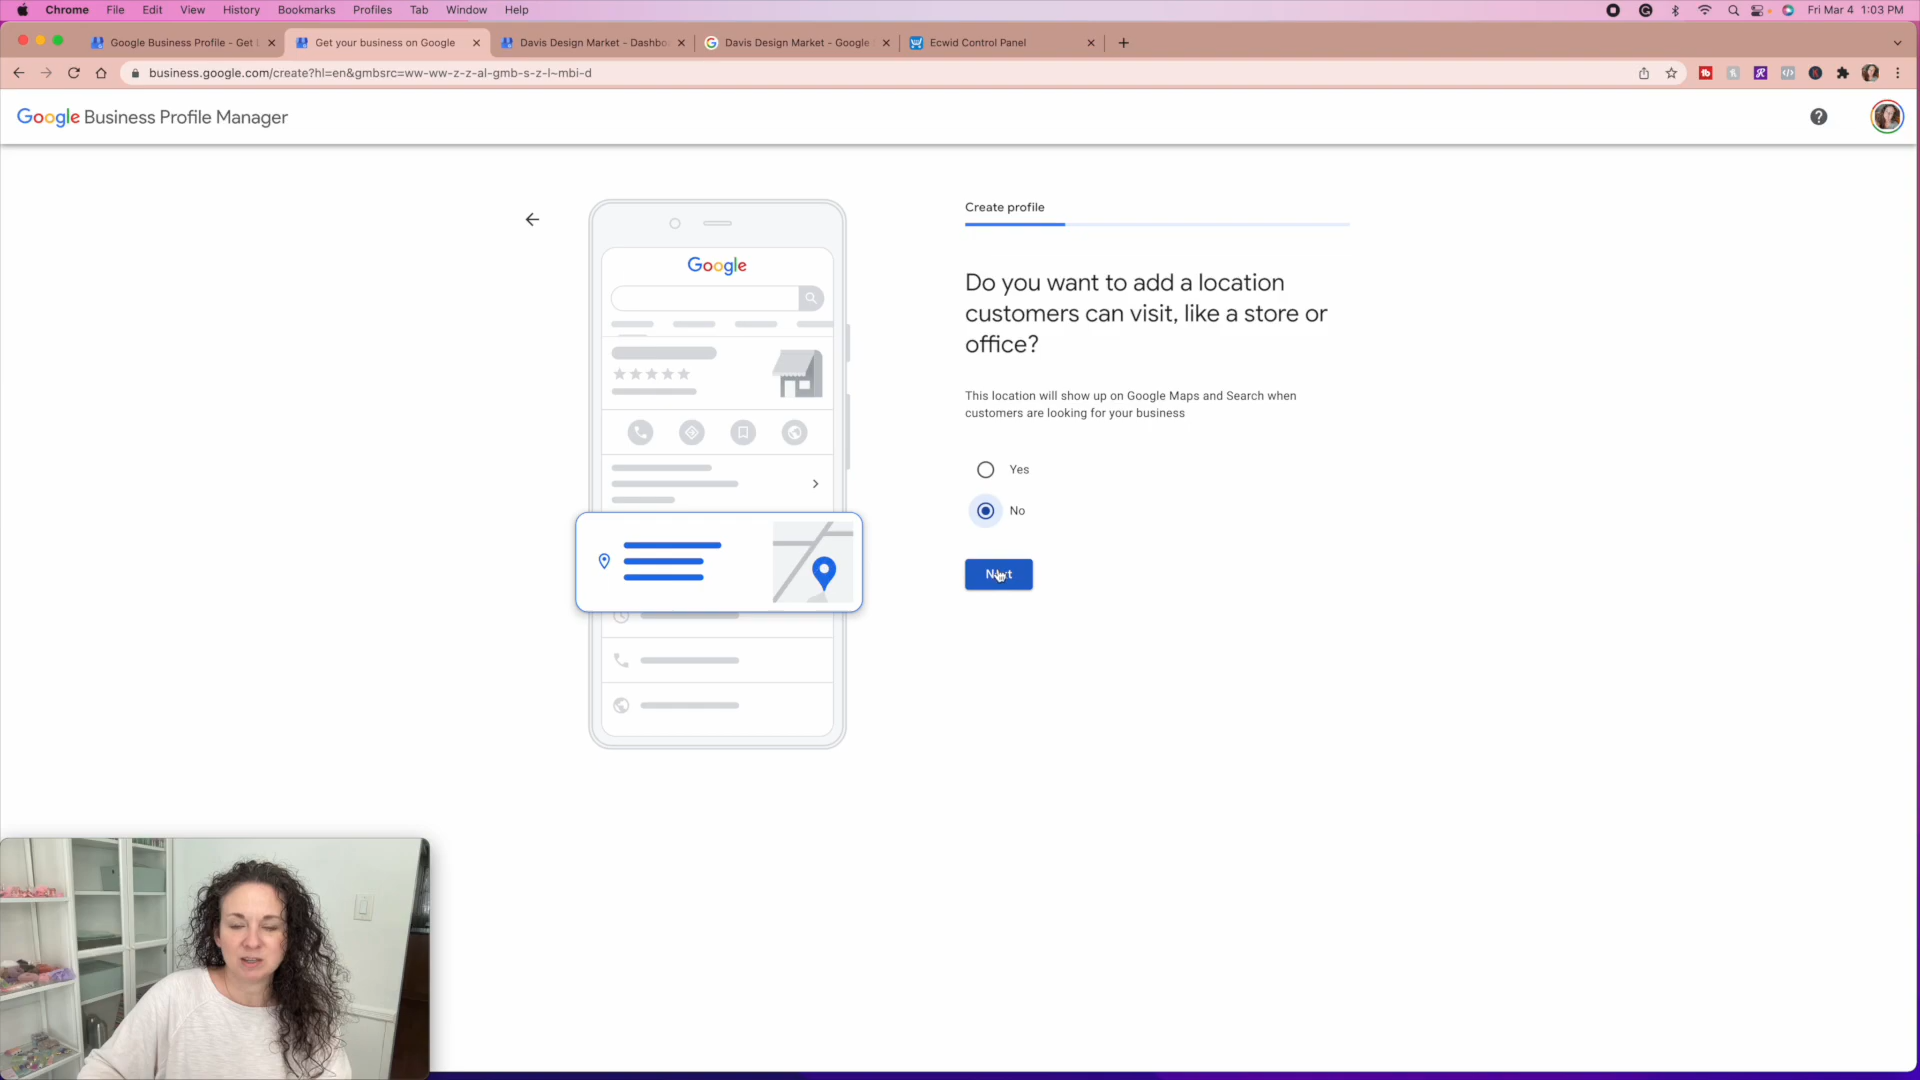 Chrome File Edit View History Bookmarks Profiles Tab Window Help Fri Mar 4 1:03 PM
Google Business Profile - Get Davis Design Market - Dashbo Davis Design Market - Google Ecwid Control Panel
Get your business on Google
business.google.com/create?hl=en&gmbsrc=ww-ww-z-z-al-gmb-s-z-l~mbi-d
Google Business Profile Manager
Google
Create profile
Do you want to add a location
customers can visit, like a store or
office?
This location will show up on Google Maps and Search when
customers are looking for your business
Yes
No